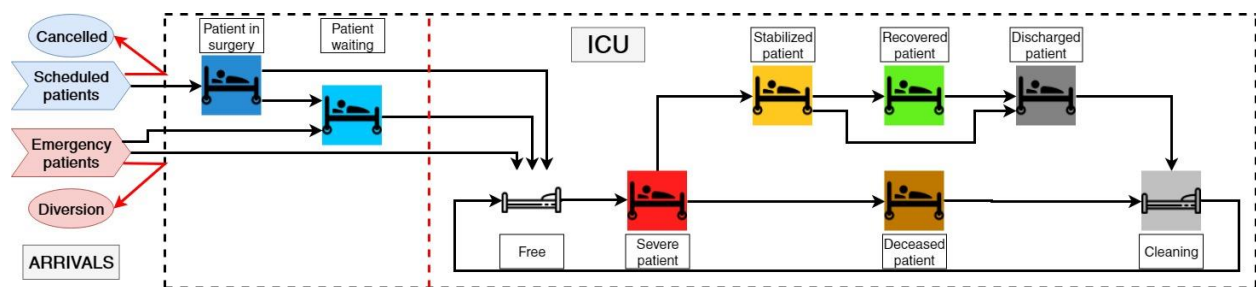 Cancelled
Scheduled
patients
Emergency
patients
Diversion
ARRIVALS
Patient in
surgery
Patient
waiting
ICU
Stabilized
patient
Recovered
patient
Discharged
patient
Free
Severe
patient
Deceased
patient
Cleaning